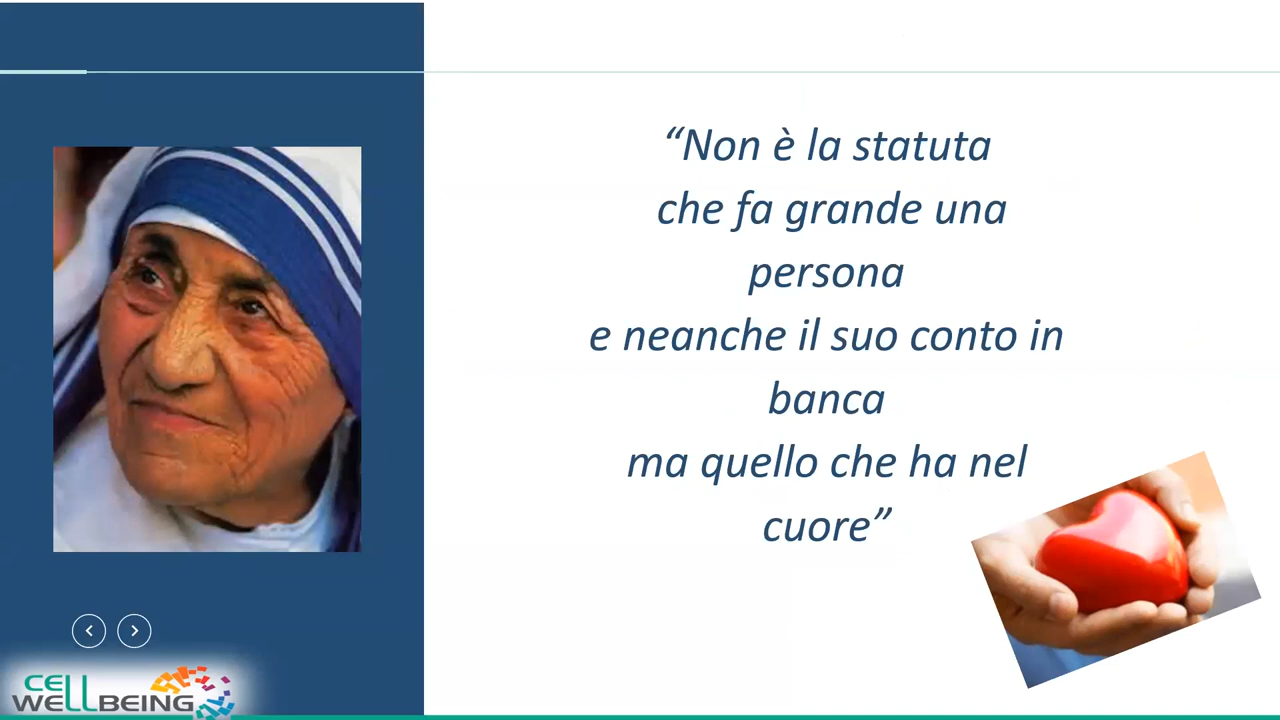 “Non è la statuta
che fa grande una
persona
e neanche il suo conto in
banca
ma quello che ha nel
cuore”
CELL
WELLBEING